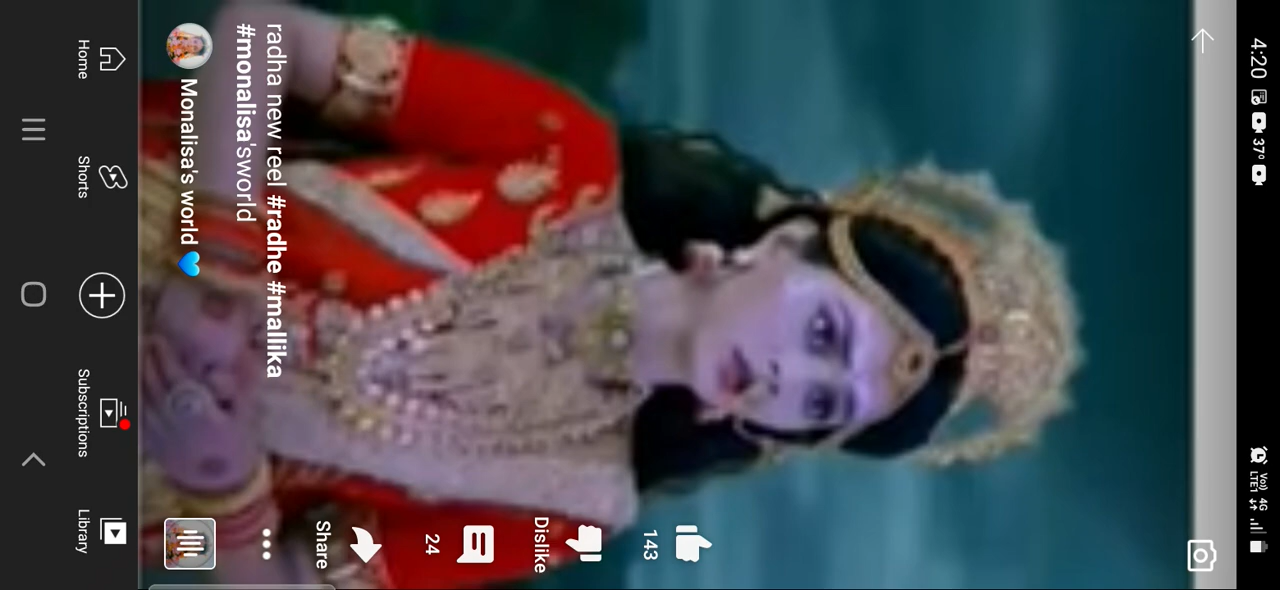 4:20 37° Vo) LTE1 4G
143
Dislike
24
Share
radha new reel #radhe #mallika
#monalisa'sworld
Monalisa's world 💙
Home Shorts Subscriptions Library